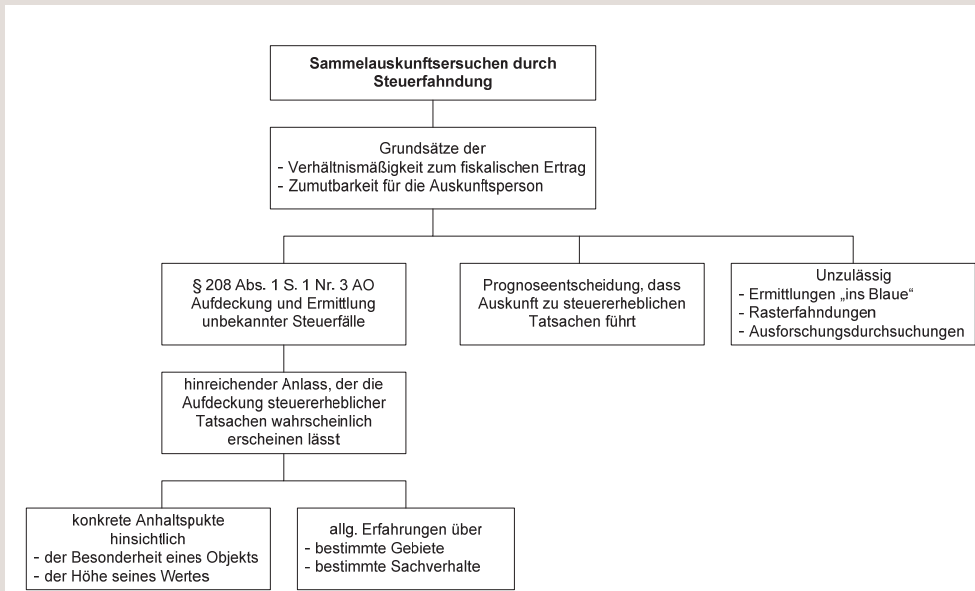 Sammelauskunftsersuchen durch
Steuerfahndung
Grundsätze der
- Verhältnismäßigkeit zum fiskalischen Ertrag
- Zumutbarkeit für die Auskunftsperson
§ 208 Abs. 1 S. 1 Nr. 3 AO
Aufdeckung und Ermittlung
unbekannter Steuerfälle
Prognoseentscheidung, dass
Auskunft zu steuererheblichen
Tatsachen führt
Unzulässig
- Ermittlungen „ins Blaue“
- Rasterfahndungen
- Ausforschungsdurchsuchungen
hinreichender Anlass, der die
Aufdeckung steuererheblicher
Tatsachen wahrscheinlich
erscheinen lässt
konkrete Anhaltspukte
hinsichtlich
- der Besonderheit eines Objekts
- der Höhe seines Wertes
allg. Erfahrungen über
- bestimmte Gebiete
- bestimmte Sachverhalte